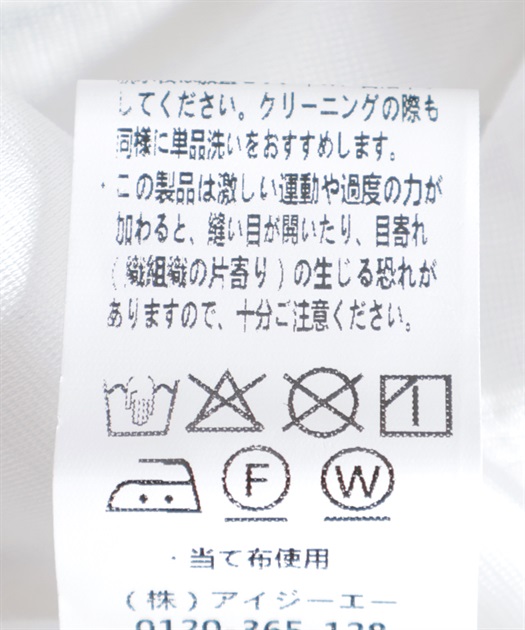 してください。クリーニングの際も
同様に単品洗いをおすすめします。
・この製品は激しい運動や過度の力が
加わると、縫い目が開いたり、目寄れ
(織組織の片寄り)の生じる恐れが
ありますので、十分ご注意ください。
F W
・当て布使用
(株)アイジーエー
0120-365-128